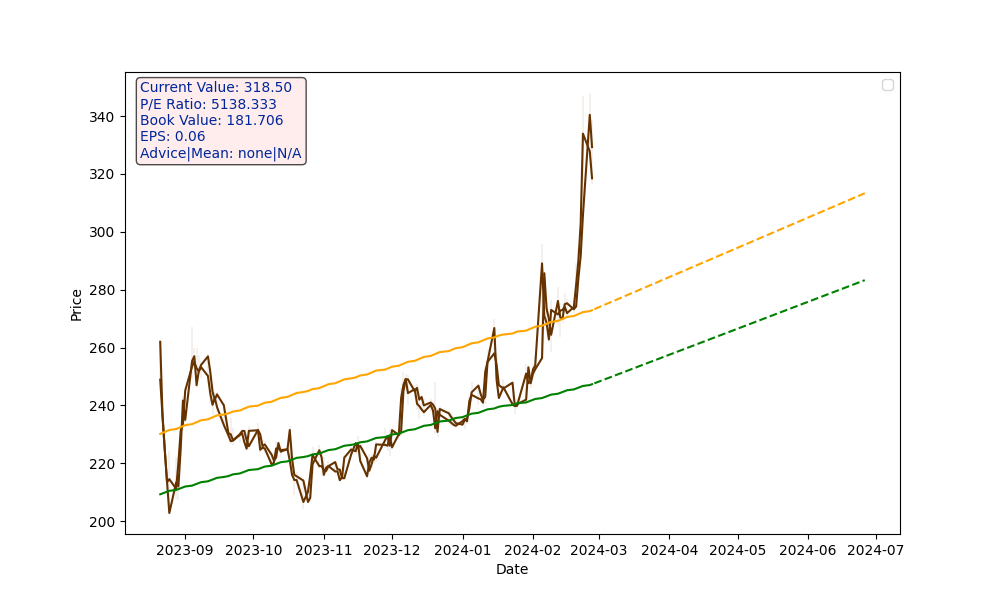 Current Value: 318.50
P/E Ratio: 5138.333
Book Value: 181.706
EPS: 0.06
Advice|Mean: none|N/A
Price
340
320
300
280
260
240
220
200
2023-09 2023-10 2023-11 2023-12 2024-01 2024-02 2024-03 2024-04 2024-05 2024-06 2024-07
Date